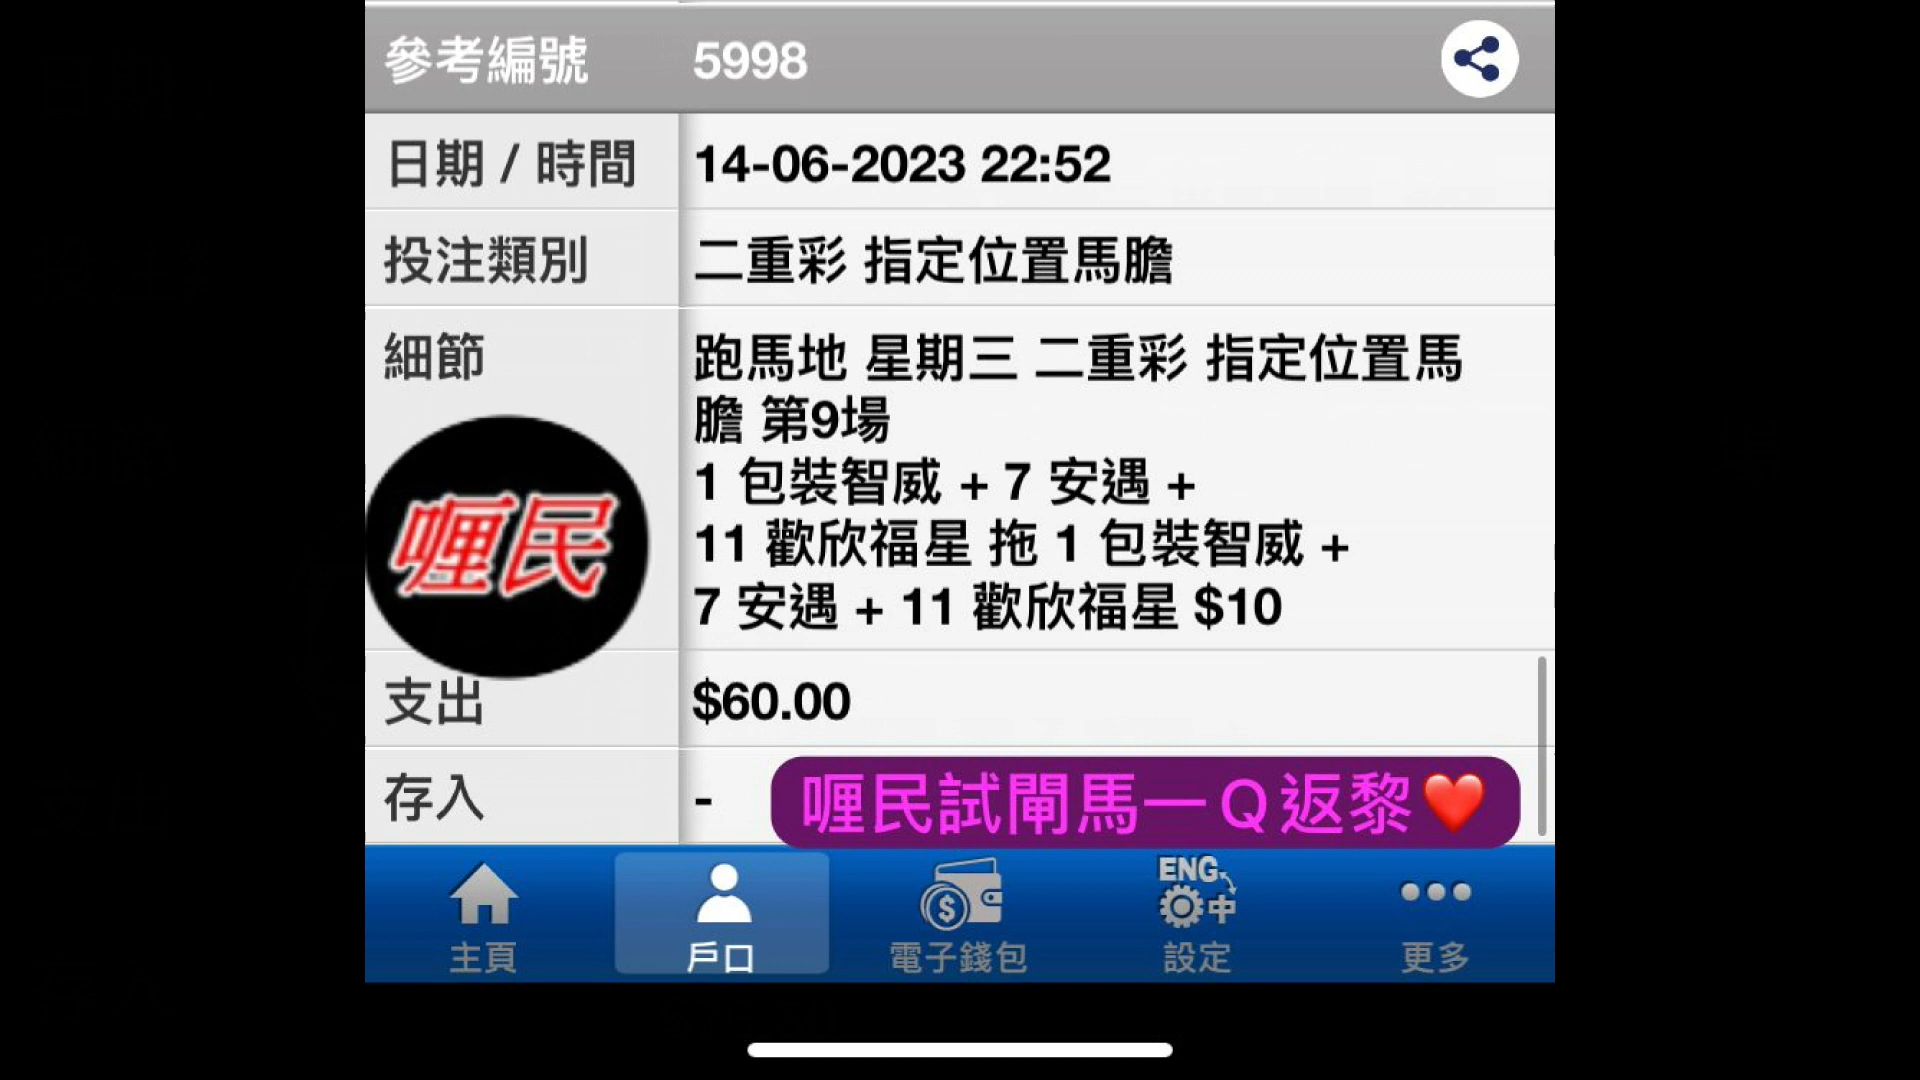 參考編號 5998
日期 / 時間 14-06-2023 22:52
投注類別 二重彩 指定位置馬膽
細節 跑馬地 星期三 二重彩 指定位置馬
膽 第9場
1 包裝智威 + 7 安遇 +
11 歡欣福星 拖 1 包裝智威 +
7 安遇 + 11 歡欣福星 $10
喱民
支出 $60.00
存入 -
喱民試閘馬一Q返黎❤️
ENG
中
主頁 戶口 電子錢包 設定 更多